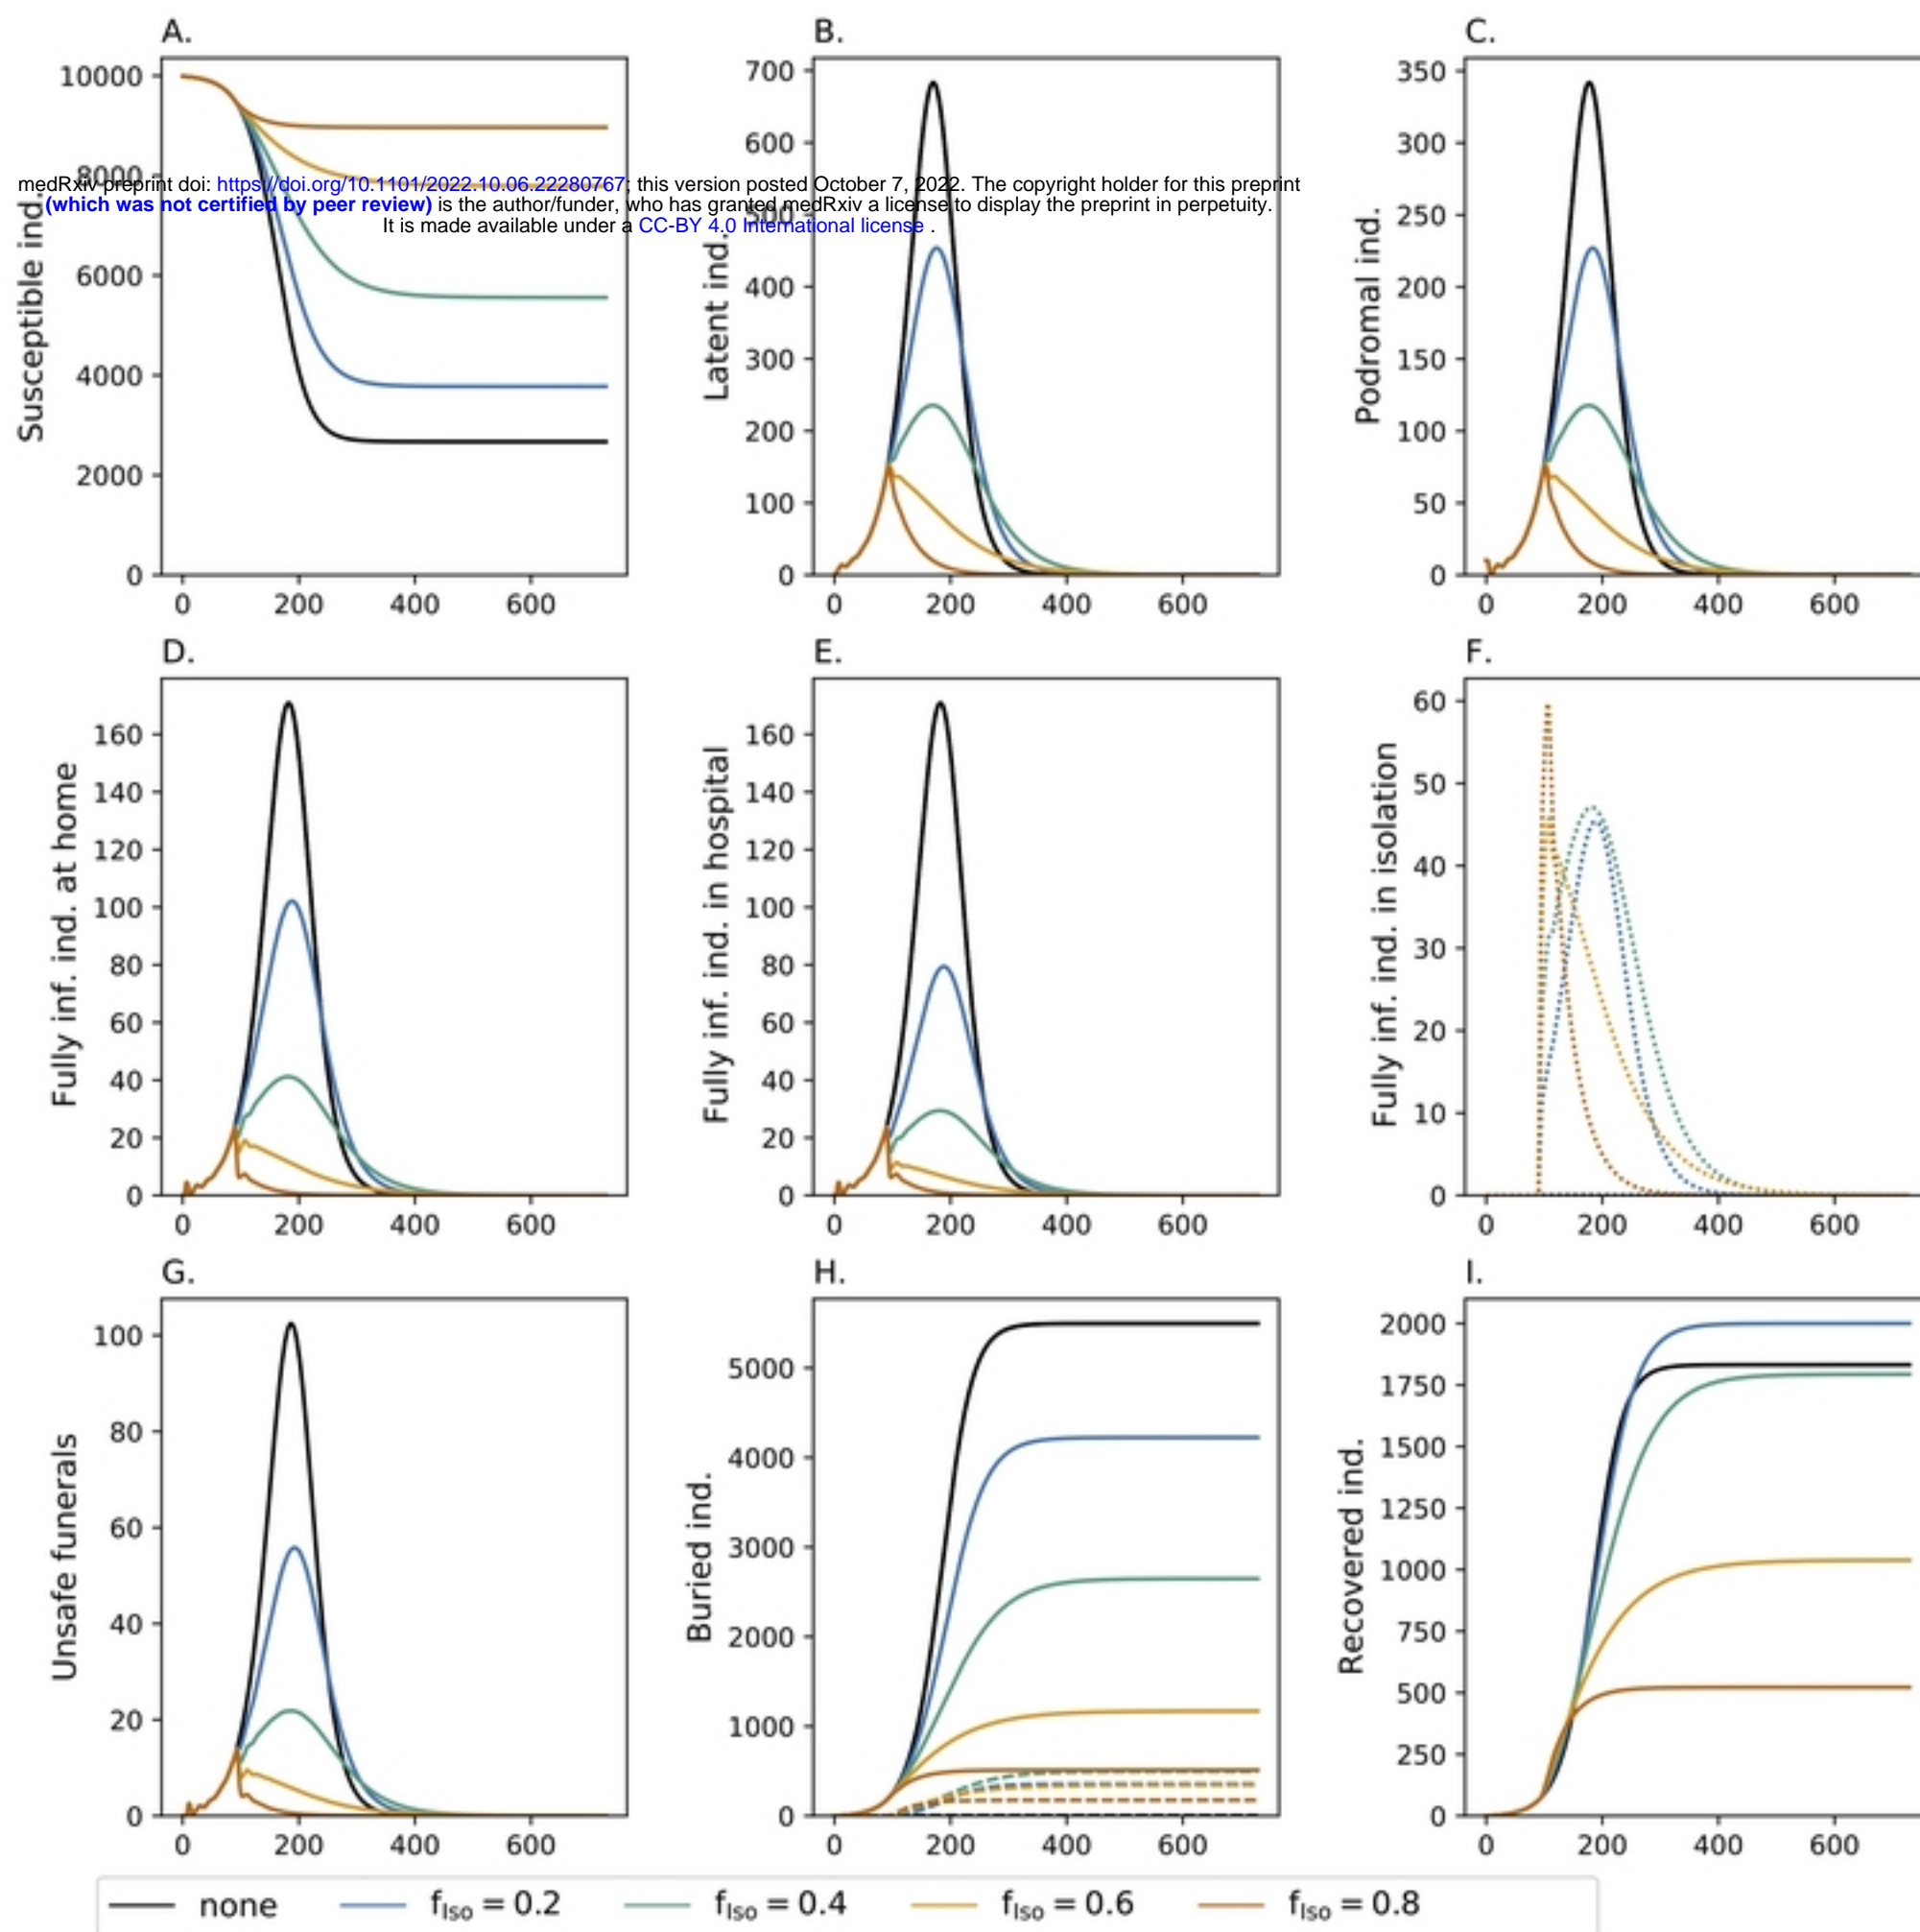 A.
B.
C.
10000
8000
6000
4000
2000
0
Susceptible ind.
0 200 400 600
700
600
500
400
300
200
100
0
Latent ind.
0 200 400 600
350
300
250
200
150
100
50
0
Podromal ind.
0 200 400 600
medRxiv preprint doi: https://doi.org/10.1101/2022.10.06.22280767; this version posted October 7, 2022. The copyright holder for this preprint
(which was not certified by peer review) is the author/funder, who has granted medRxiv a license to display the preprint in perpetuity.
It is made available under a CC-BY 4.0 International license .
D.
E.
F.
160
140
120
100
80
60
40
20
0
Fully inf. ind. at home
0 200 400 600
160
140
120
100
80
60
40
20
0
Fully inf. ind. in hospital
0 200 400 600
60
50
40
30
20
10
0
Fully inf. ind. in isolation
0 200 400 600
G.
H.
I.
100
80
60
40
20
0
Unsafe funerals
0 200 400 600
5000
4000
3000
2000
1000
0
Buried ind.
0 200 400 600
2000
1750
1500
1250
1000
750
500
250
0
Recovered ind.
0 200 400 600
none f_Iso = 0.2 f_Iso = 0.4 f_Iso = 0.6 f_Iso = 0.8